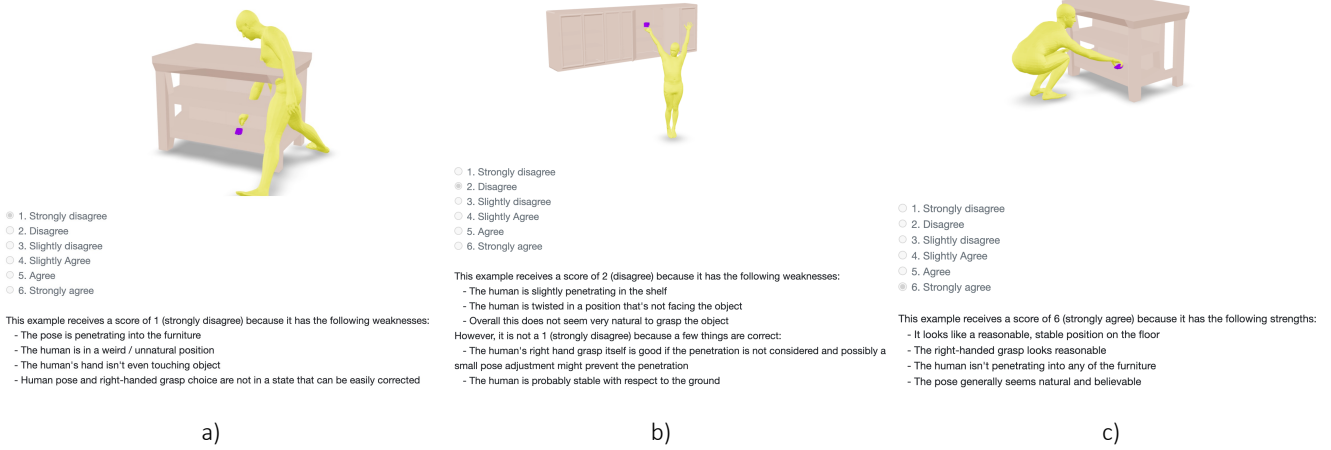 1. Strongly disagree
2. Disagree
3. Slightly disagree
4. Slightly Agree
5. Agree
6. Strongly agree
This example receives a score of 1 (strongly disagree) because it has the following weaknesses:
- The pose is penetrating into the furniture
- The human is in a weird / unnatural position
- The human's hand isn't even touching object
- Human pose and right-handed grasp choice are not in a state that can be easily corrected
a)
1. Strongly disagree
2. Disagree
3. Slightly disagree
4. Slightly Agree
5. Agree
6. Strongly agree
This example receives a score of 2 (disagree) because it has the following weaknesses:
- The human is slightly penetrating in the shelf
- The human is twisted in a position that's not facing the object
- Overall this does not seem very natural to grasp the object
However, it is not a 1 (strongly disagree) because a few things are correct:
- The human's right hand grasp itself is good if the penetration is not considered and possibly a
small pose adjustment might prevent the penetration
- The human is probably stable with respect to the ground
b)
1. Strongly disagree
2. Disagree
3. Slightly disagree
4. Slightly Agree
5. Agree
6. Strongly agree
This example receives a score of 6 (strongly agree) because it has the following strengths:
- It looks like a reasonable, stable position on the floor
- The right-handed grasp looks reasonable
- The human isn't penetrating into any of the furniture
- The pose generally seems natural and believable
c)